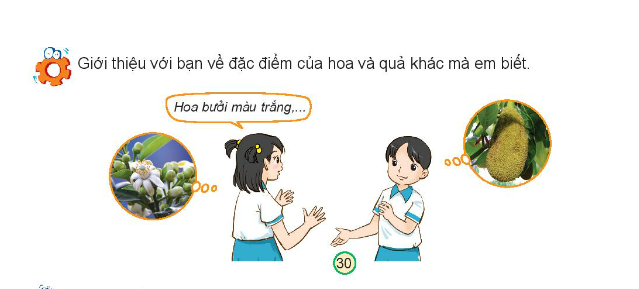 Giới thiệu với bạn về đặc điểm của hoa và quả khác mà em biết.
Hoa bưởi màu trắng,...
30